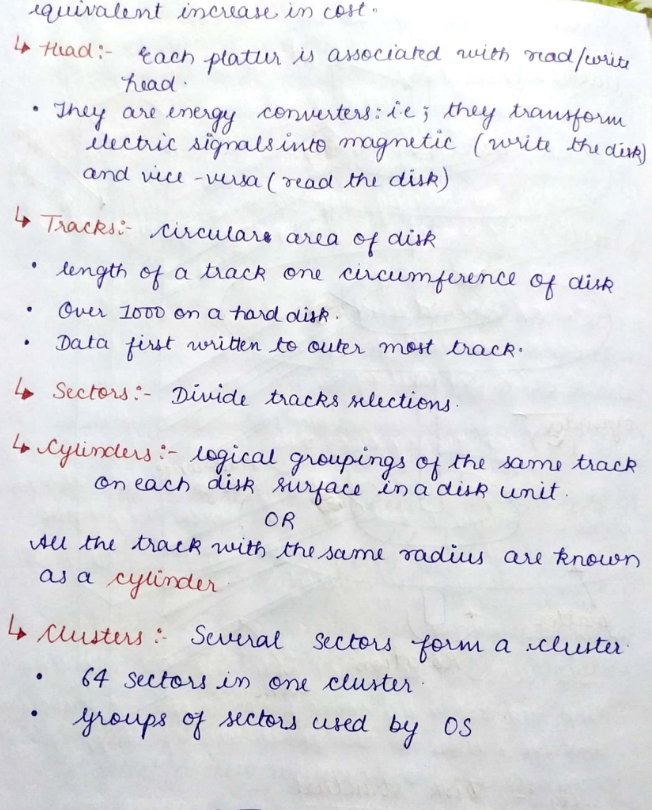 equivalent increase in cost.
↳ Head:- Each platter is associated with read/write
head.
• They are energy converters: i.e; they transform
electric signals into magnetic (write the disk)
and vice-versa (read the disk)
↳ Tracks:- circular area of disk
• length of a track one circumference of disk
• Over 1000 on a hard disk.
• Data first written to outer most track.
↳ Sectors:- Divide tracks selections.
↳ Cylinders:- logical groupings of the same track
on each disk surface in a disk unit.
OR
All the track with the same radius are known
as a cylinder.
↳ Clusters:- Several sectors form a cluster.
• 64 sectors in one cluster.
• groups of sectors used by OS